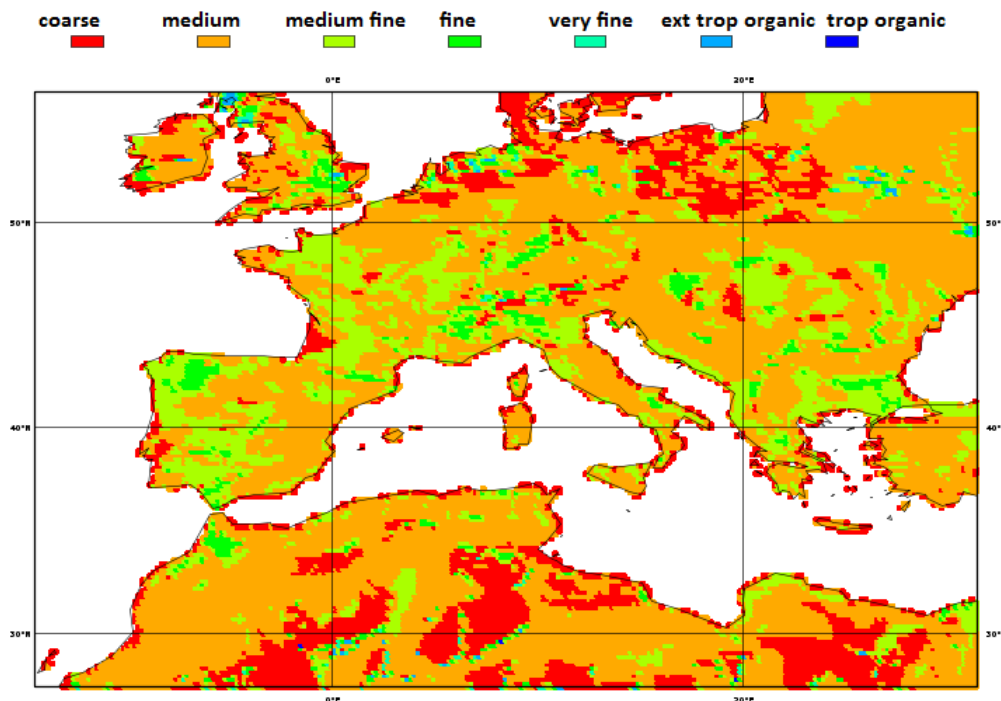 coarse medium medium fine fine very fine ext trop organic trop organic
0°E 20°E
50°N 50°N
40°N 40°N
30°N 30°N
0°E 20°E